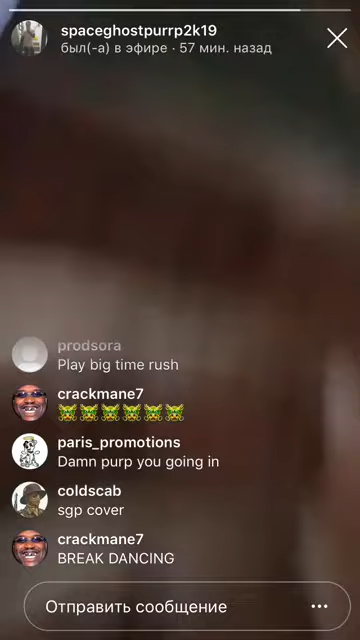 spaceghostpurrp2k19
был(-а) в эфире · 57 мин. назад
prodsora
Play big time rush
crackmane7
🐲🐲🐲🐲🐲🐲
paris_promotions
Damn purp you going in
coldscab
sgp cover
crackmane7
BREAK DANCING
Отправить сообщение